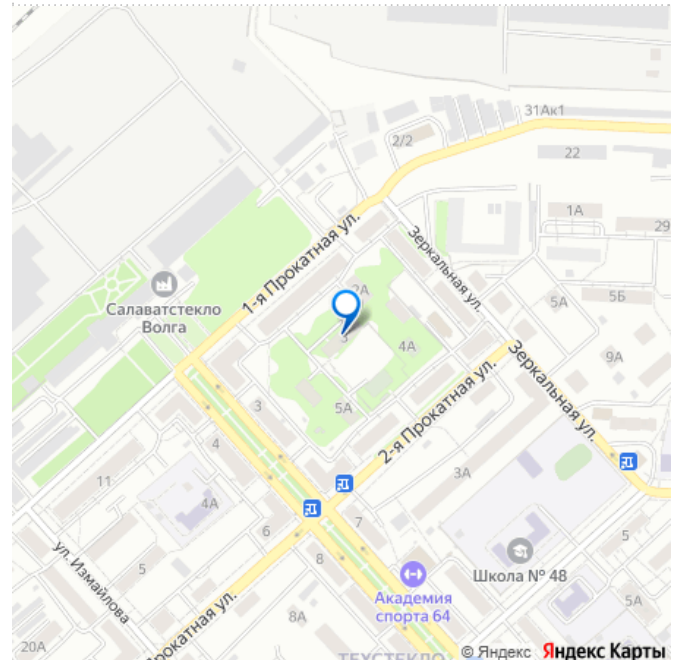 31Ак1
2/2
22
1А
29
Зеркальная ул.
1-я Прокатная ул.
2А
Салаватстекло
Волга
5А
5Б
3
4А
9А
Зеркальная ул.
5А
2-я Прокатная ул.
3
4
11
4А
3А
6
7
5
ул. Измайлова
8
Школа № 48
5
Академия
спорта 64
5А
8А
Прокатная ул.
20А
ТЕХСТЕКЛО
© Яндекс Яндекс Карты